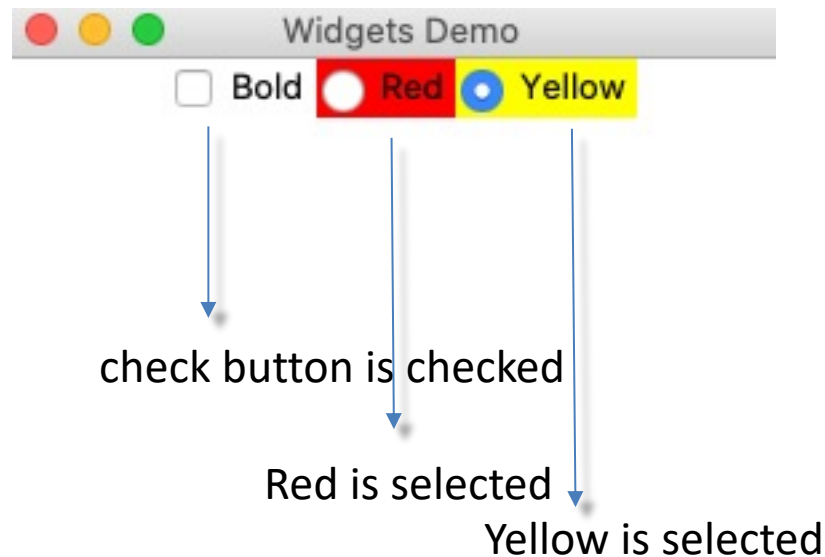 Widgets Demo
Bold Red Yellow
check button is checked
Red is selected
Yellow is selected